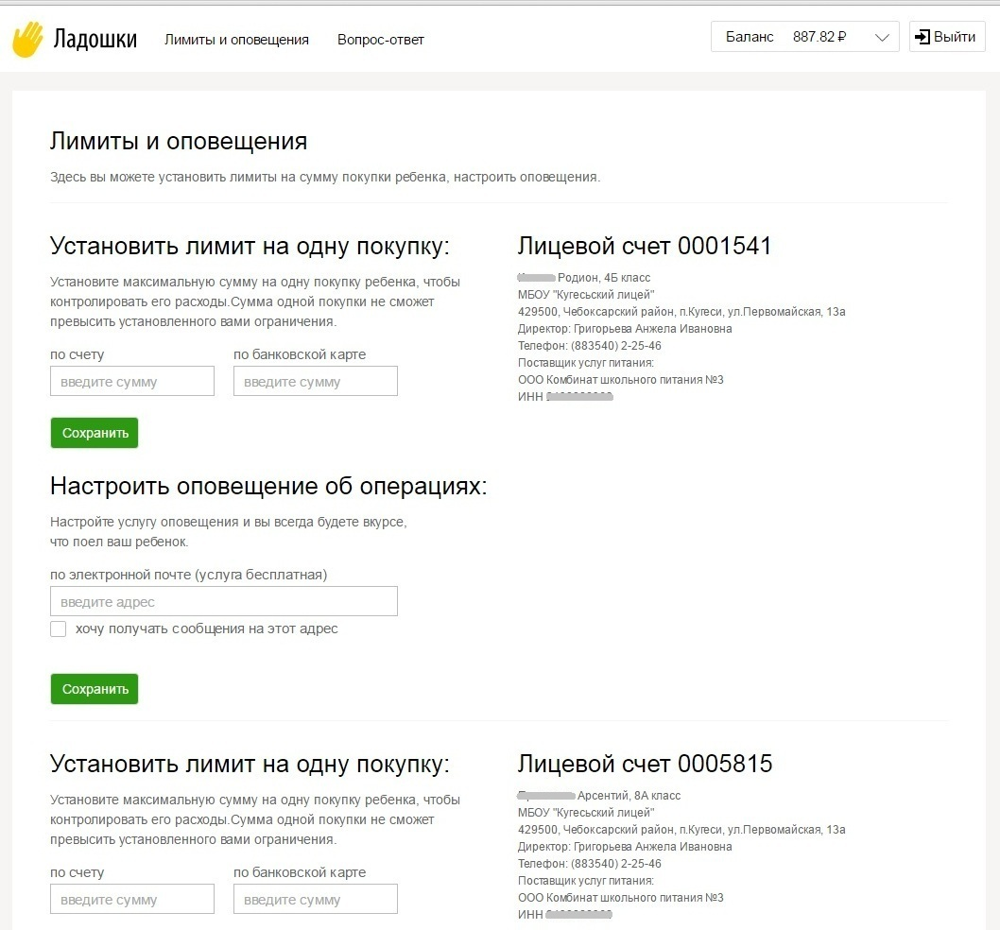 Ладошки
Лимиты и оповещения
Вопрос-ответ
Баланс 887.82 ₽
Выйти
Лимиты и оповещения
Здесь вы можете установить лимиты на сумму покупки ребенка, настроить оповещения.
Установить лимит на одну покупку:
Установите максимальную сумму на одну покупку ребенка, чтобы
контролировать его расходы.Сумма одной покупки не сможет
превысить установленного вами ограничения.
по счету
по банковской карте
введите сумму
введите сумму
Сохранить
Лицевой счет 0001541
Родион, 4Б класс
МБОУ "Кугесьский лицей"
429500, Чебоксарский район, п.Кугеси, ул.Первомайская, 13а
Директор: Григорьева Анжела Ивановна
Телефон: (883540) 2-25-46
Поставщик услуг питания:
ООО Комбинат школьного питания №3
ИНН
Настроить оповещение об операциях:
Настройте услугу оповещения и вы всегда будете вкурсе,
что поел ваш ребенок.
по электронной почте (услуга бесплатная)
введите адрес
хочу получать сообщения на этот адрес
Сохранить
Установить лимит на одну покупку:
Установите максимальную сумму на одну покупку ребенка, чтобы
контролировать его расходы.Сумма одной покупки не сможет
превысить установленного вами ограничения.
по счету
по банковской карте
введите сумму
введите сумму
Лицевой счет 0005815
Арсентий, 8А класс
МБОУ "Кугесьский лицей"
429500, Чебоксарский район, п.Кугеси, ул.Первомайская, 13а
Директор: Григорьева Анжела Ивановна
Телефон: (883540) 2-25-46
Поставщик услуг питания:
ООО Комбинат школьного питания №3
ИНН